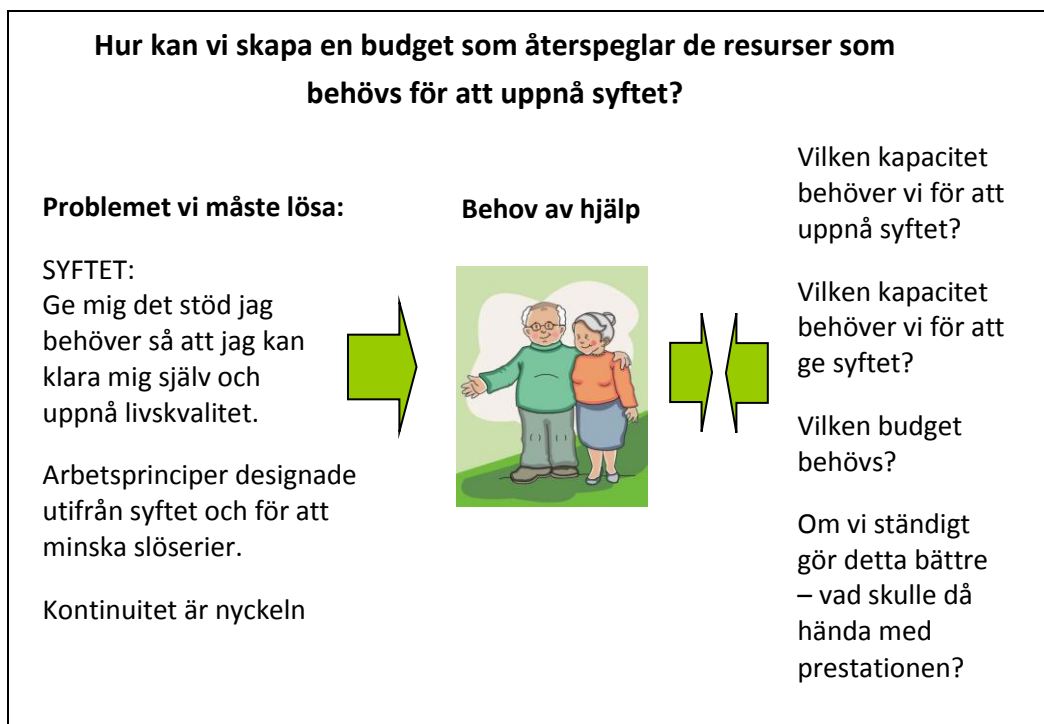 Hur kan vi skapa en budget som återspeglar de resurser som
behövs för att uppnå syftet?
Problemet vi måste lösa:
SYFTET:
Ge mig det stöd jag
behöver så att jag kan
klara mig själv och
uppnå livskvalitet.
Arbetsprinciper designade
utifrån syftet och för att
minska slöserier.
Kontinuitet är nyckeln
Behov av hjälp
Vilken kapacitet
behöver vi för att
uppnå syftet?
Vilken kapacitet
behöver vi för att
ge syftet?
Vilken budget
behövs?
Om vi ständigt
gör detta bättre
– vad skulle då
hända med
prestationen?